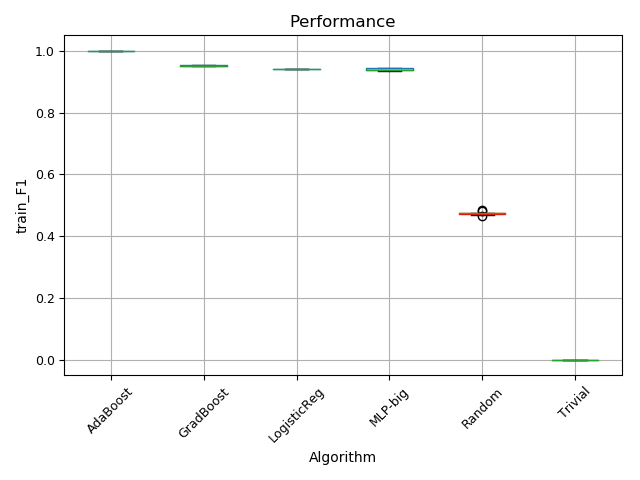 Performance
train_F1
1.0
0.8
0.6
0.4
0.2
0.0
AdaBoost
GradBoost
LogisticReg
MLP-big
Random
Trivial
Algorithm